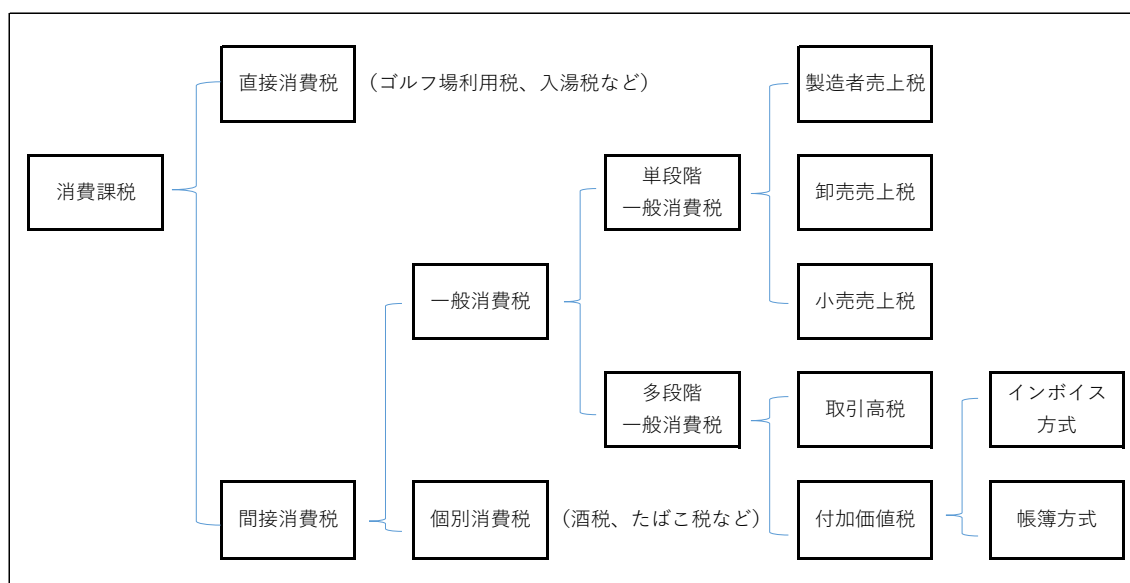 直接消費税
（ゴルフ場利用税、入湯税など）
製造者売上税
消費課税
単段階
一般消費税
卸売売上税
一般消費税
小売売上税
多段階
一般消費税
取引高税
インボイス
方式
間接消費税
個別消費税
（酒税、たばこ税など）
付加価値税
帳簿方式